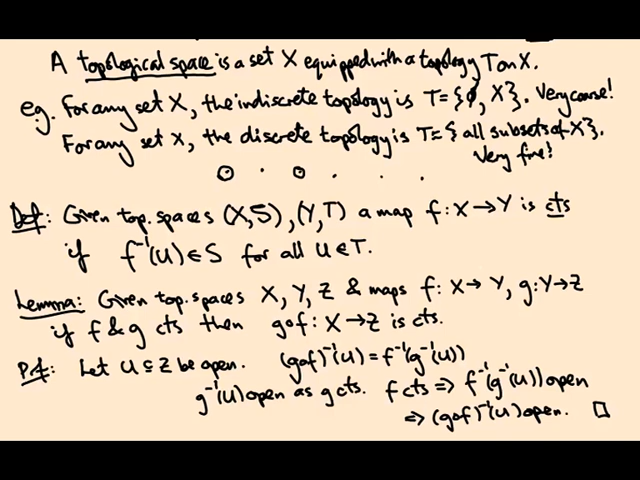 A topological space is a set X equipped with a topology T on X.
e.g. For any set X, the indiscrete topology is T = {∅, X}. Very coarse!
For any set X, the discrete topology is T = { all subsets of X}.
Very fine!
Def: Given top. spaces (X,S), (Y,T) a map f: X → Y is cts
if f⁻¹(U) ∈ S for all U ∈ T.
Lemma: Given top. spaces X, Y, Z & maps f: X → Y, g: Y → Z
if f & g cts then g∘f: X → Z is cts.
Pf: Let U ⊆ Z be open. (g∘f)⁻¹(U) = f⁻¹(g⁻¹(U))
g⁻¹(U) open as g cts. f cts ⇒ f⁻¹(g⁻¹(U)) open
⇒ (g∘f)⁻¹(U) open. □